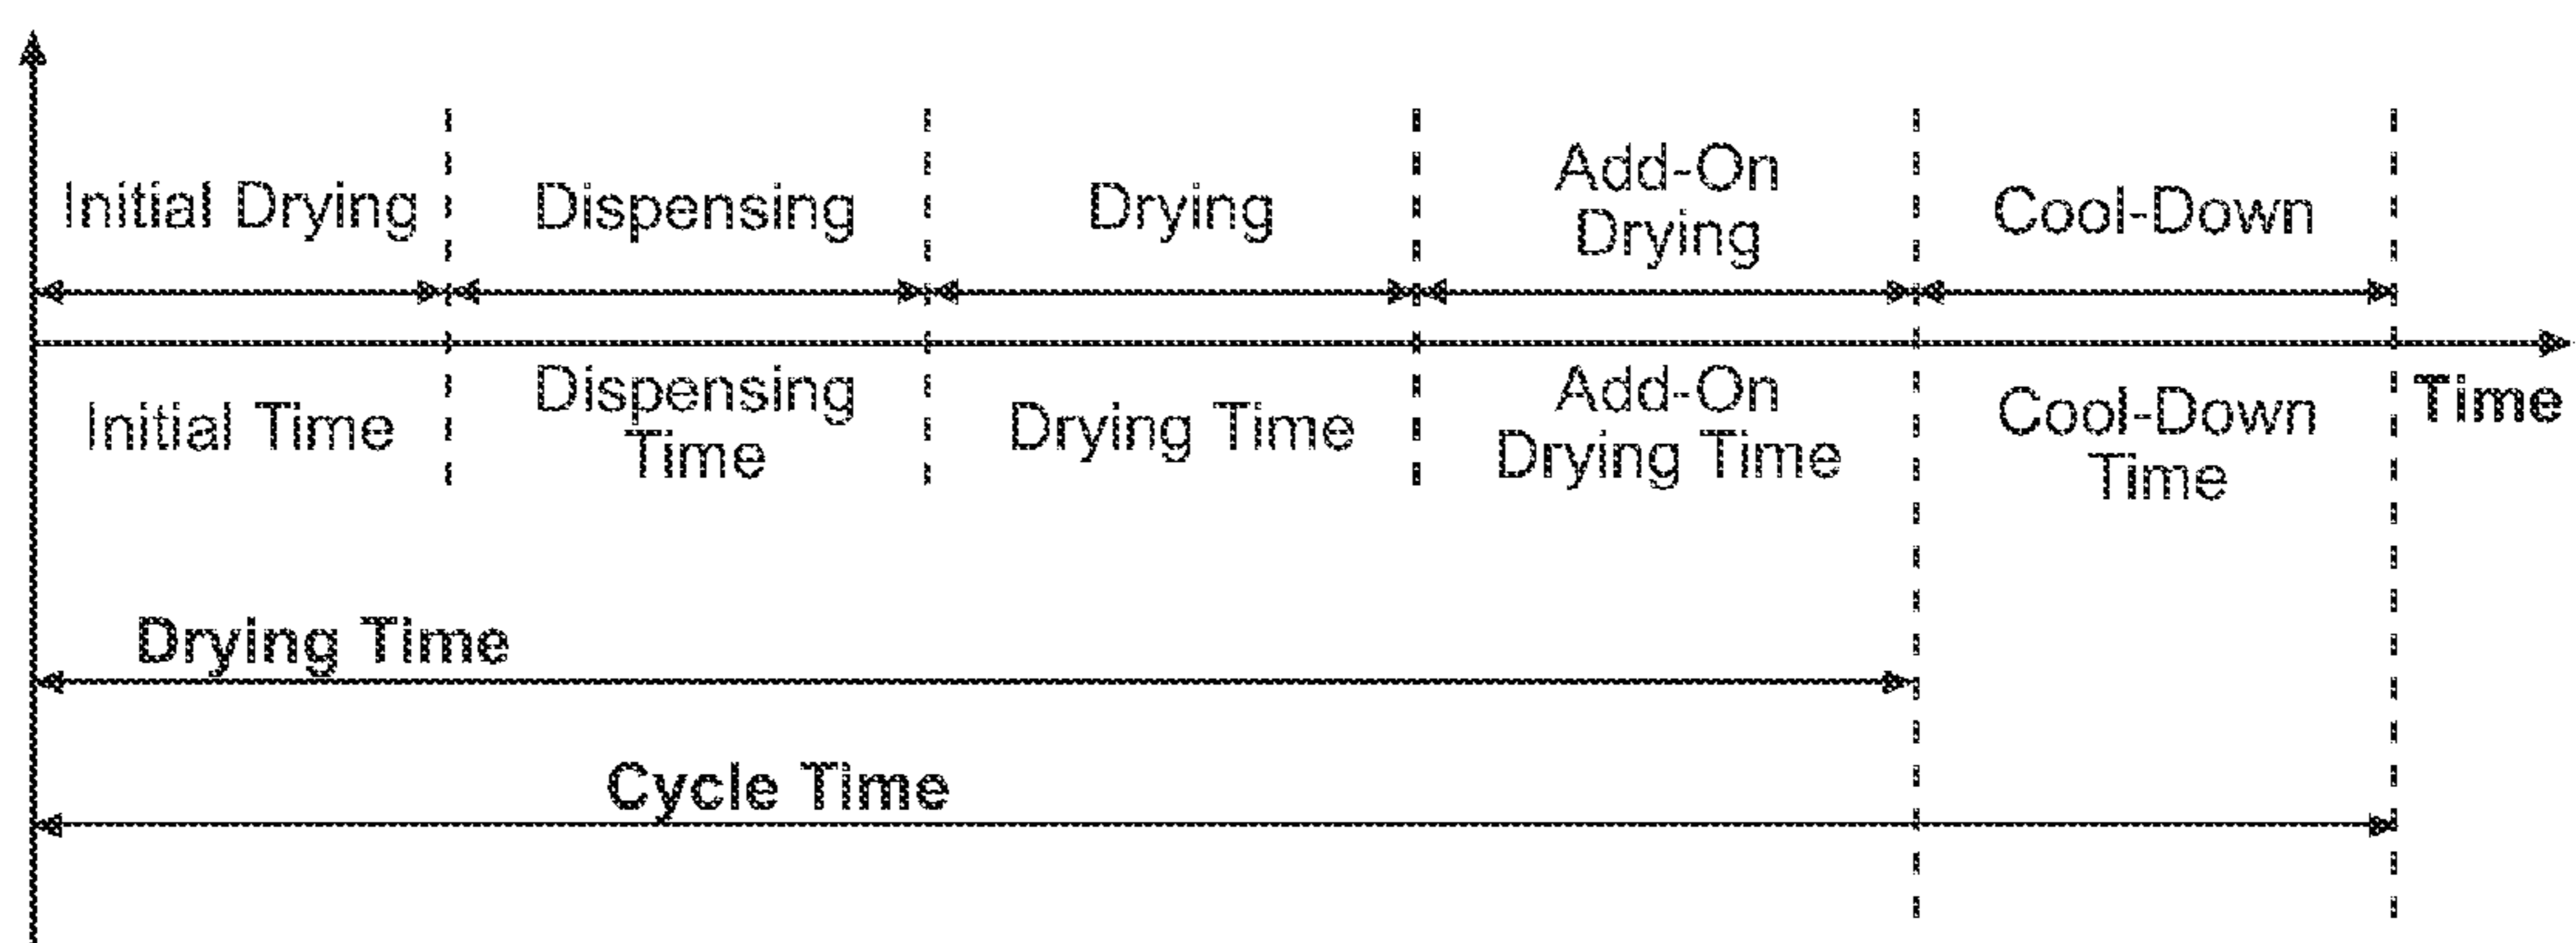 Initial Drying
Dispensing
Drying
Add-On
Drying
Cool-Down
Initial Time
Dispensing
Time
Drying Time
Add-On
Drying Time
Cool-Down
Time
Time
Drying Time
Cycle Time